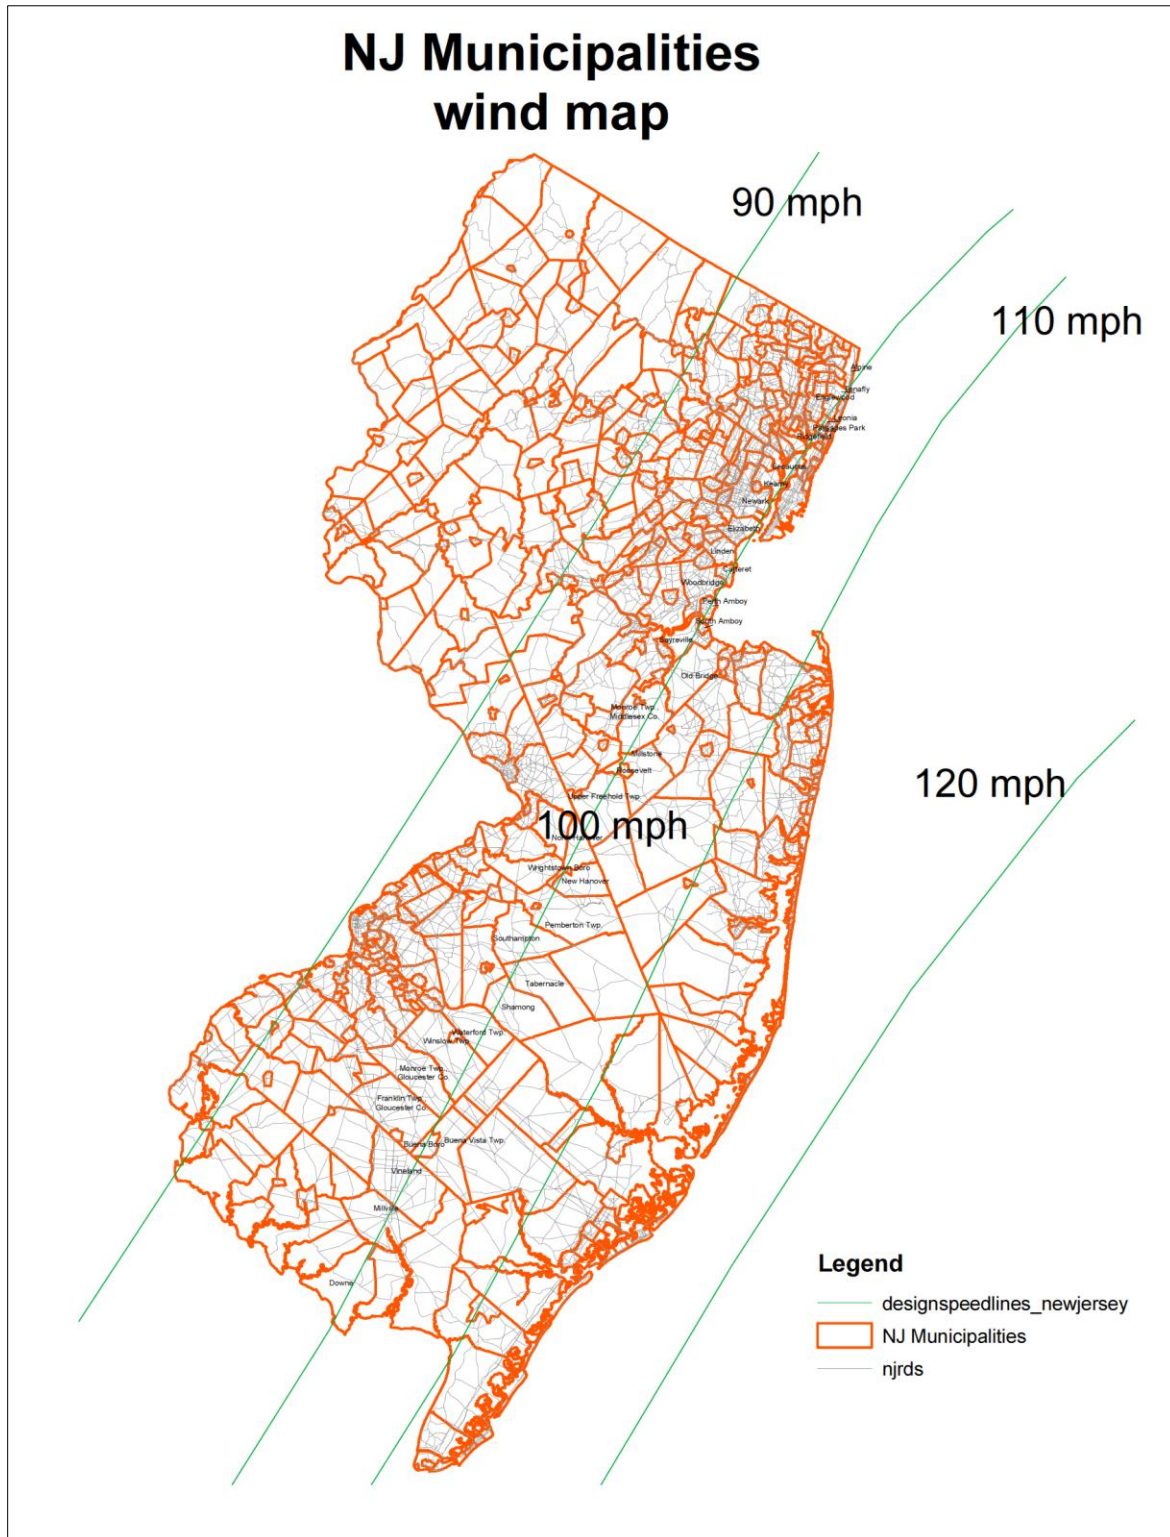 NJ Municipalities
wind map
90 mph
110 mph
Alpine
Tenafly
Englewood
Leonia
Palisades Park
Ridgefield
Secaucus
Kearny
Newark
Elizabeth
Linden
Carteret
Woodbridge
Perth Amboy
South Amboy
Sayreville
Old Bridge
Monroe Twp.,
Middlesex Co.
Millstone
Roosevelt
120 mph
Upper Freehold Twp.
100 mph
North Hanover
Wrightstown Boro
New Hanover
Pemberton Twp.
Southampton
Tabernacle
Shamong
Waterford Twp.
Winslow Twp.
Monroe Twp.,
Gloucester Co.
Franklin Twp.
Gloucester Co.
Buena Vista Twp.
Buena Boro
Vineland
Millville
Downe
Legend
designspeedlines_newjersey
NJ Municipalities
njrds